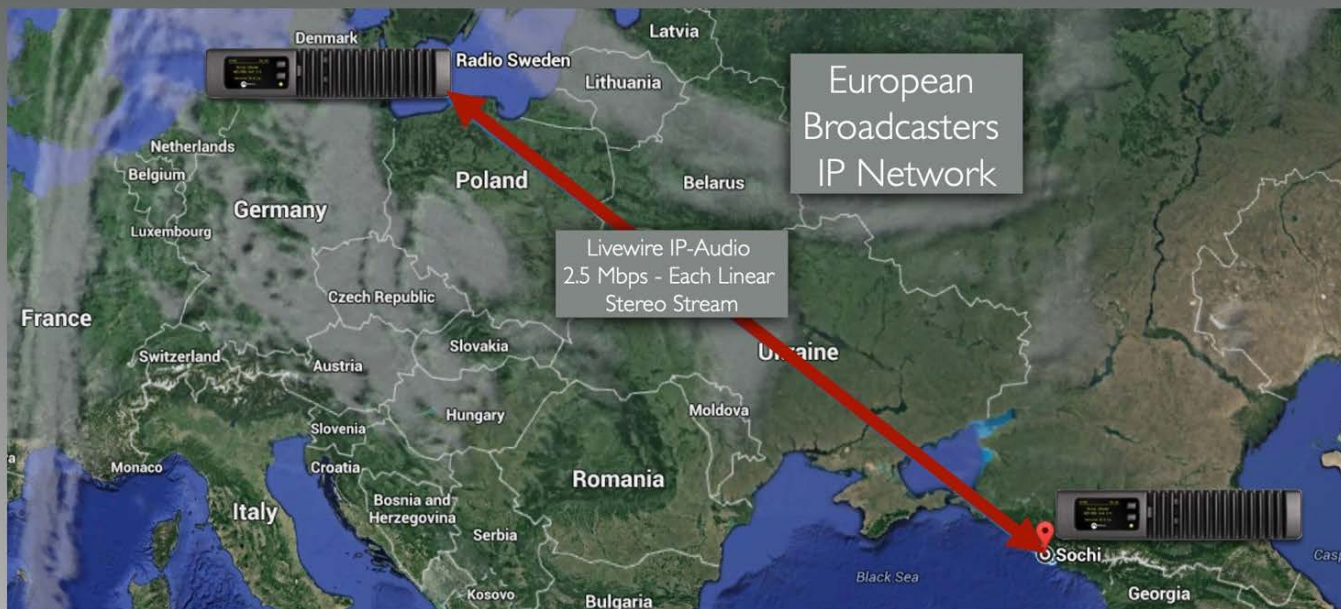 Denmark
Latvia
Radio Sweden
Lithuania
European
Broadcasters
IP Network
Netherlands
Belgium
Poland
Belarus
Germany
Luxembourg
Livewire IP-Audio
2.5 Mbps - Each Linear
Stereo Stream
Czech Republic
France
Slovakia
Ukraine
Switzerland
Austria
Hungary
Moldova
Slovenia
Monaco
Croatia
Romania
Bosnia and
Herzegovina
Italy
Serbia
Sochi
Black Sea
Georgia
Kosovo
Bulgaria